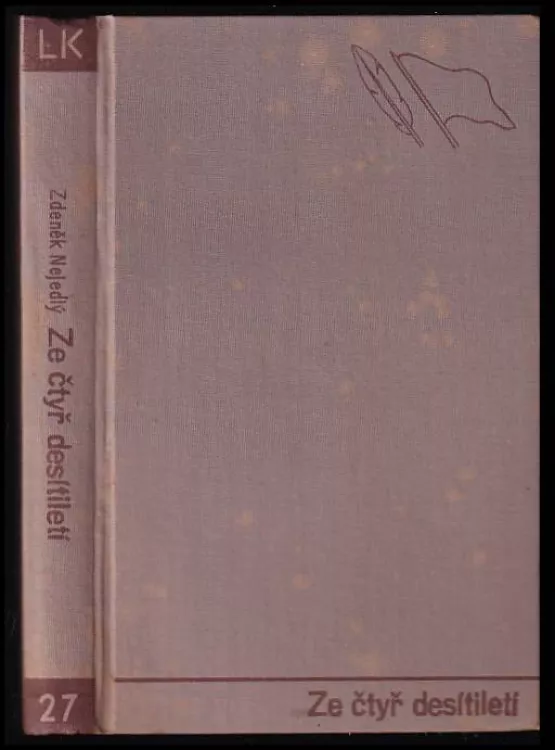 LK
Zdeněk Nejedlý Ze čtyř desítiletí
27
Ze čtyř desítiletí